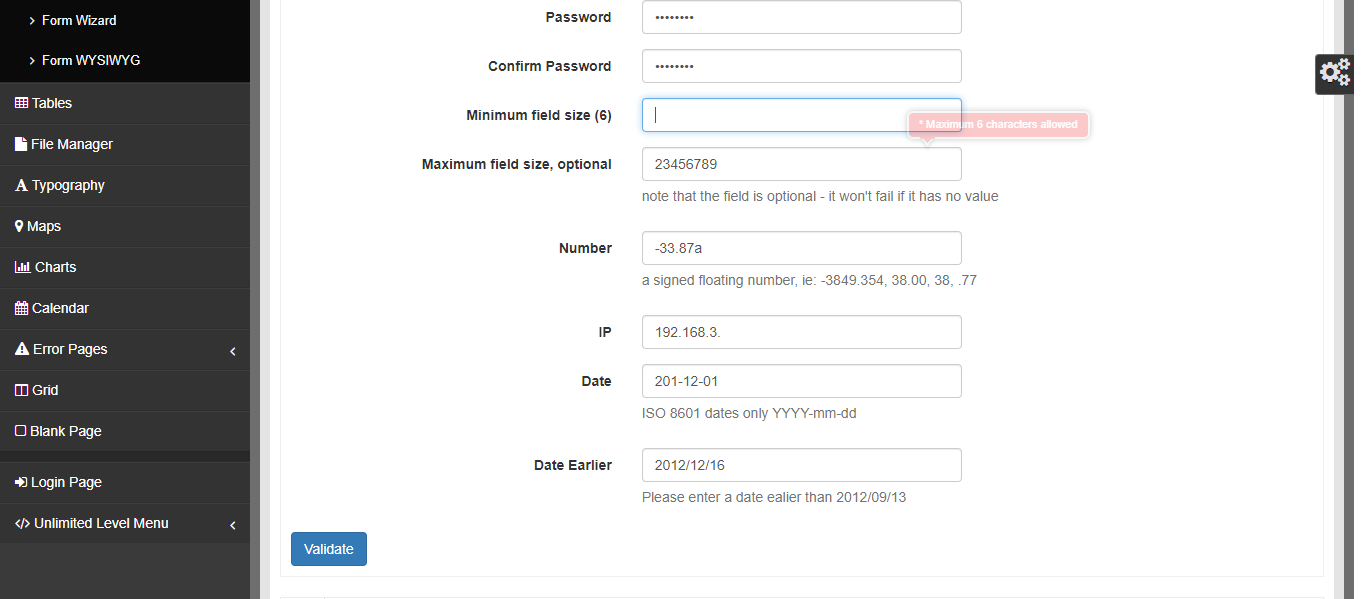 Form Wizard
Form WYSIWYG
Tables
File Manager
Typography
Maps
Charts
Calendar
Error Pages
Grid
Blank Page
Login Page
Unlimited Level Menu
Password ••••••••
Confirm Password ••••••••
Minimum field size (6)
* Maximum 6 characters allowed
Maximum field size, optional 23456789
note that the field is optional - it won't fail if it has no value
Number -33.87a
a signed floating number, ie: -3849.354, 38.00, 38, .77
IP 192.168.3.
Date 201-12-01
ISO 8601 dates only YYYY-mm-dd
Date Earlier 2012/12/16
Please enter a date ealier than 2012/09/13
Validate